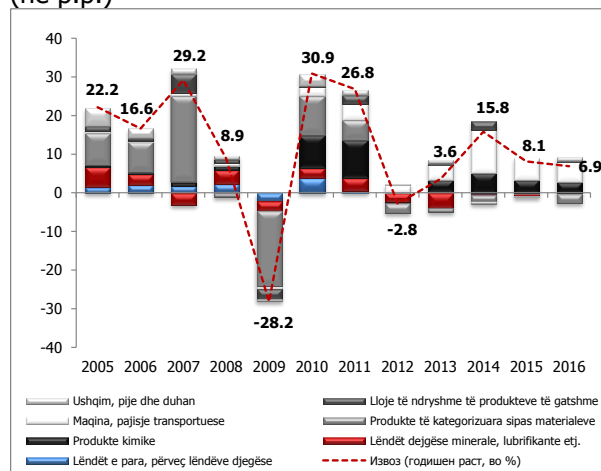 (në p.p.)
40
30
20
10
0
-10
-20
-30
-40
22.2
16.6
29.2
8.9
-28.2
30.9
26.8
-2.8
3.6
15.8
8.1
6.9
2005 2006 2007 2008 2009 2010 2011 2012 2013 2014 2015 2016
Ushqim, pije dhe duhan
Lloje të ndryshme të produkteve të gatshme
Maqina, pajisje transportuese
Produkte të kategorizuara sipas materialeve
Produkte kimike
Lëndët dejgëse minerale, lubrifikante etj.
Lëndët e para, përveç lëndëve djegëse
Извоз (годишен раст, во %)